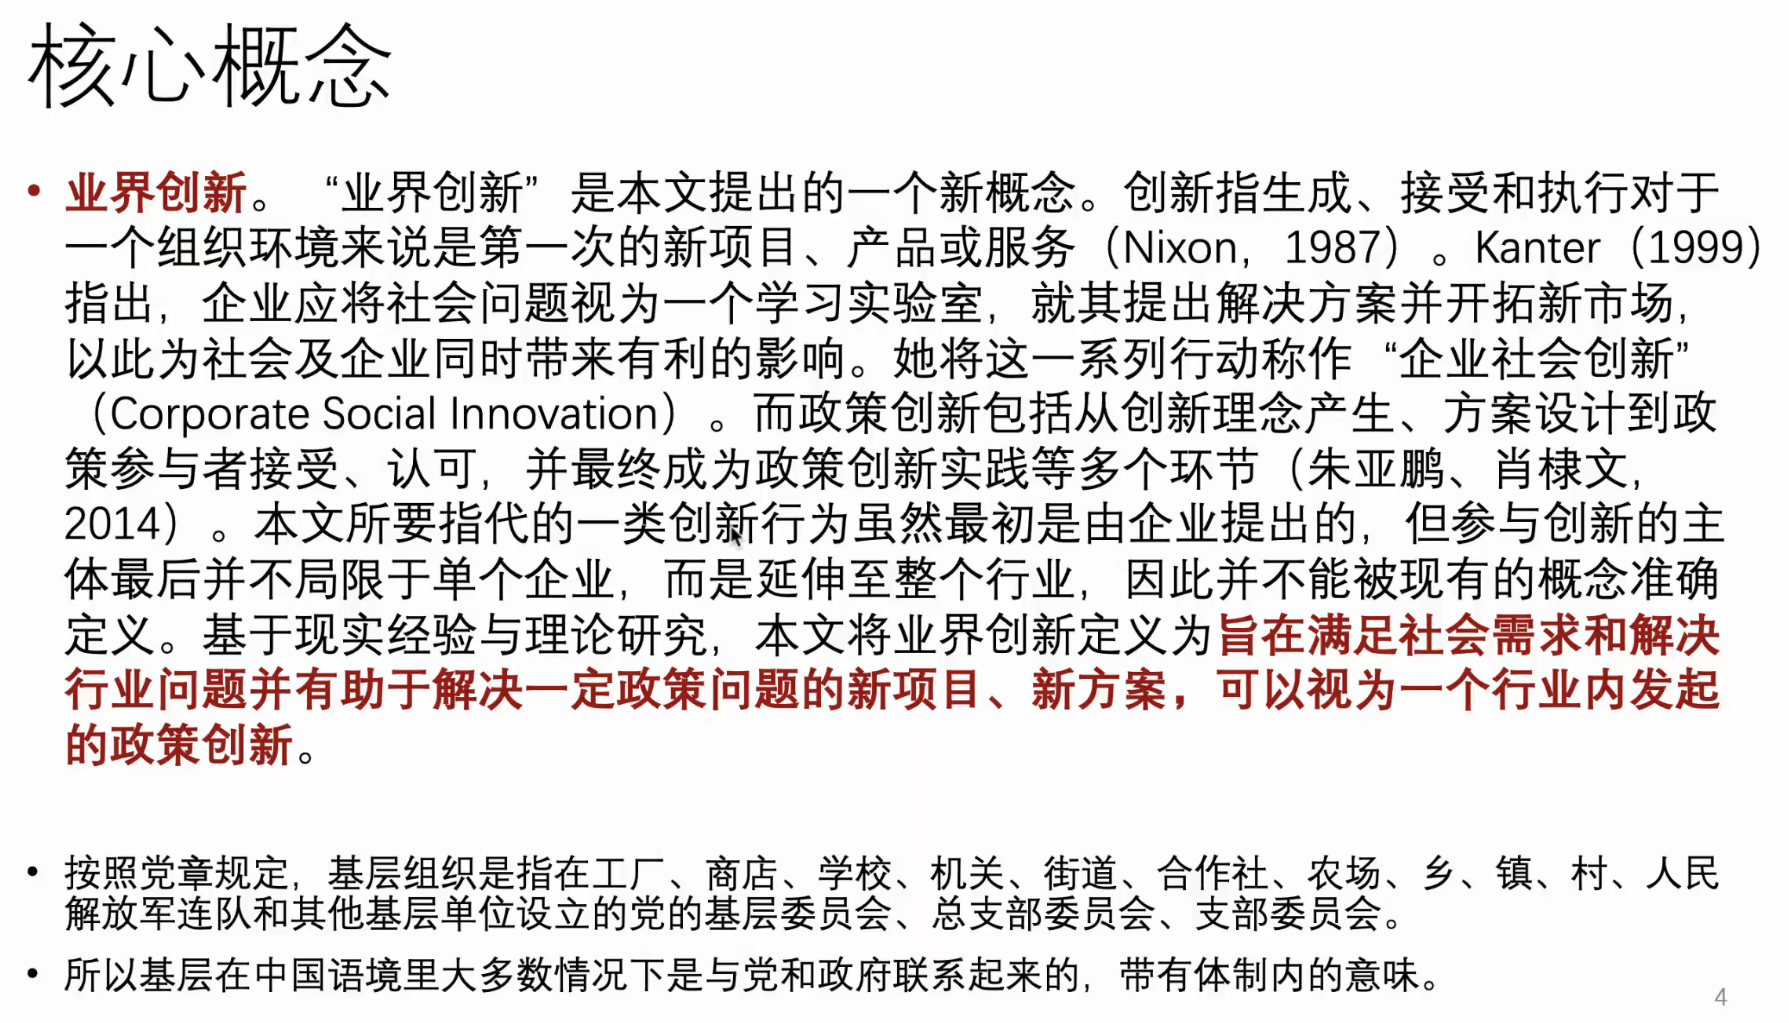 核心概念
• 业界创新。 “业界创新” 是本文提出的一个新概念。创新指生成、接受和执行对于
一个组织环境来说是第一次的新项目、产品或服务（Nixon，1987）。Kanter（1999）
指出，企业应将社会问题视为一个学习实验室，就其提出解决方案并开拓新市场，
以此为社会及企业同时带来有利的影响。她将这一系列行动称作 “企业社会创新”
（Corporate Social Innovation）。而政策创新包括从创新理念产生、方案设计到政
策参与者接受、认可，并最终成为政策创新实践等多个环节（朱亚鹏、肖棣文，
2014）。本文所要指代的一类创新行为虽然最初是由企业提出的，但参与创新的主
体最后并不局限于单个企业，而是延伸至整个行业，因此并不能被现有的概念准确
定义。基于现实经验与理论研究，本文将业界创新定义为旨在满足社会需求和解决
行业问题并有助于解决一定政策问题的新项目、新方案，可以视为一个行业内发起
的政策创新。
• 按照党章规定，基层组织是指在工厂、商店、学校、机关、街道、合作社、农场、乡、镇、村、人民
解放军连队和其他基层单位设立的党的基层委员会、总支部委员会、支部委员会。
• 所以基层在中国语境里大多数情况下是与党和政府联系起来的，带有体制内的意味。
4